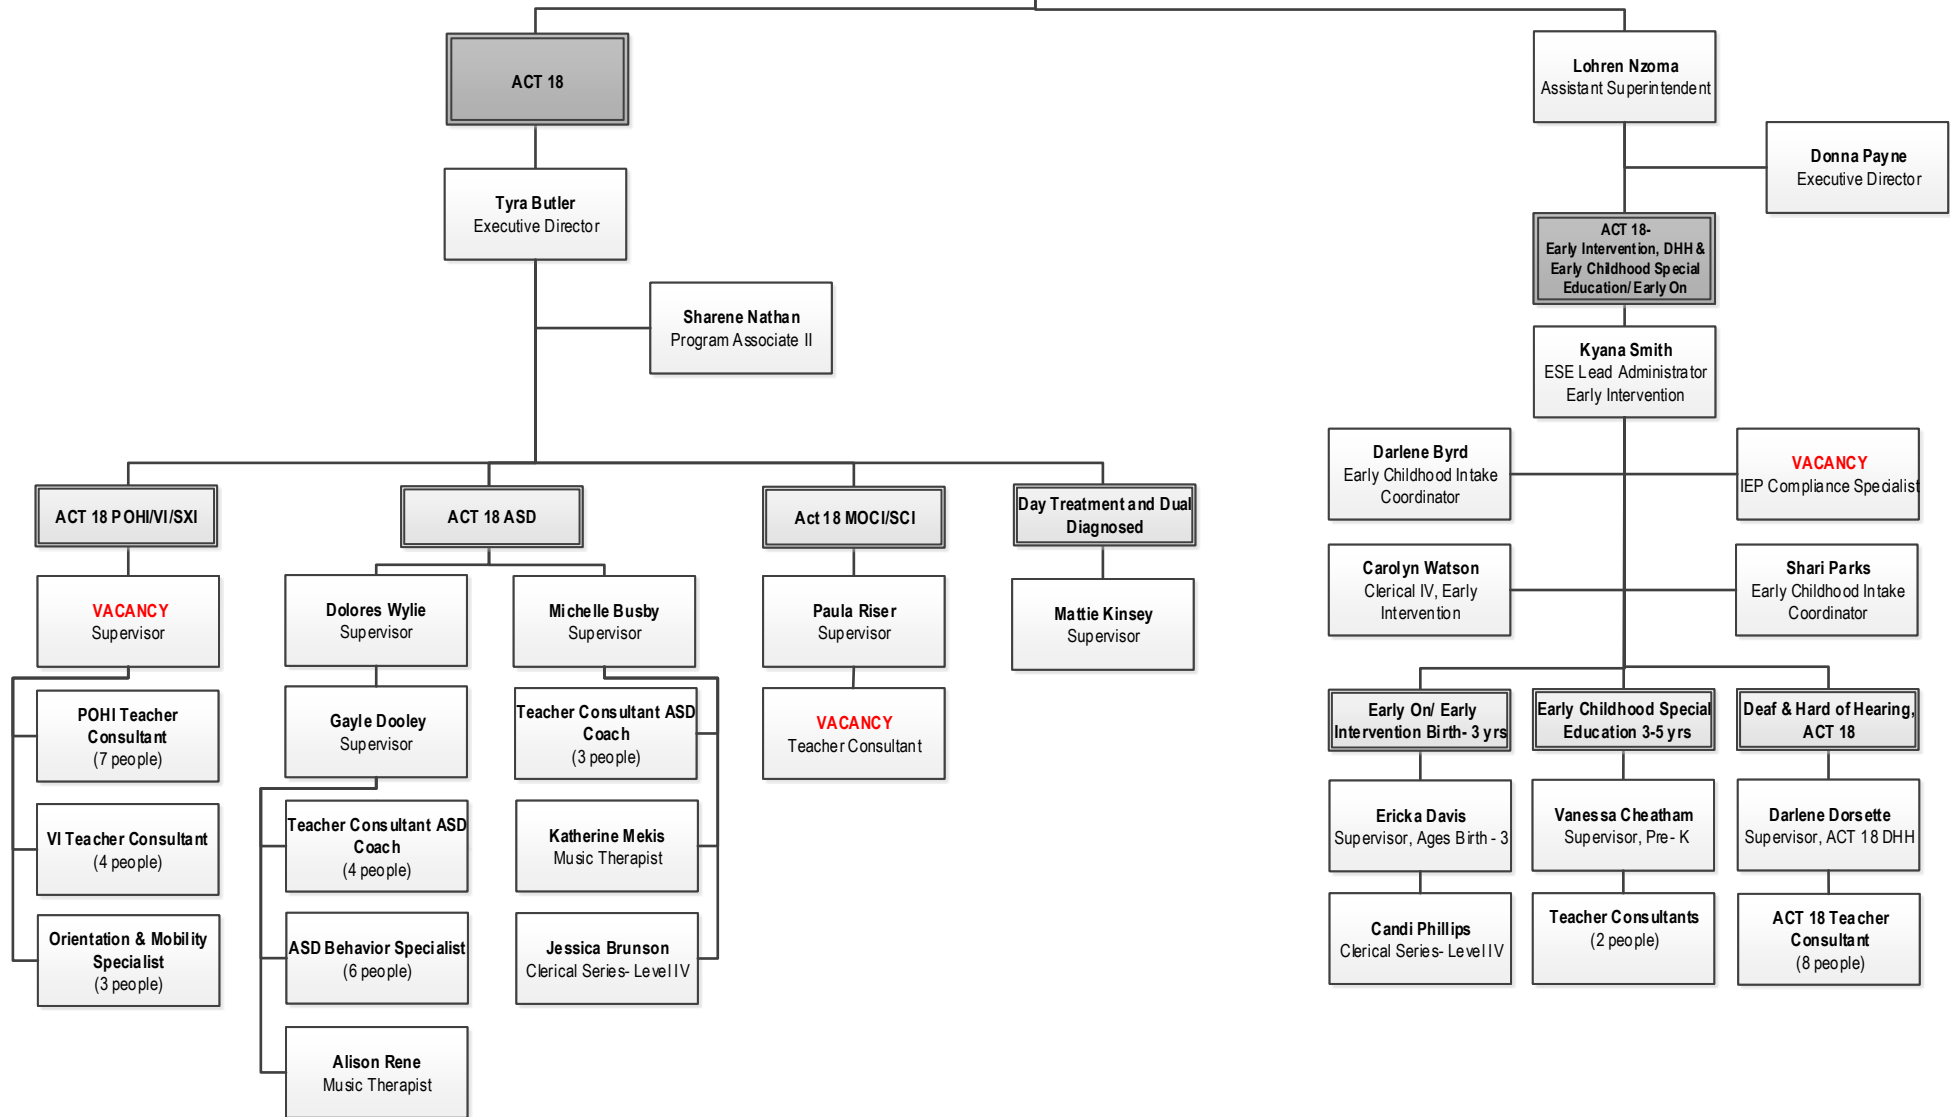 ACT 18
Tyra Butler
Executive Director
Sharene Nathan
Program Associate II
ACT 18 POHI/VI/SXI
VACANCY
Supervisor
POHI Teacher
Consultant
(7 people)
VI Teacher Consultant
(4 people)
Orientation & Mobility
Specialist
(3 people)
ACT 18 ASD
Dolores Wylie
Supervisor
Gayle Dooley
Supervisor
Teacher Consultant ASD
Coach
(4 people)
ASD Behavior Specialist
(6 people)
Alison Rene
Music Therapist
Michelle Busby
Supervisor
Teacher Consultant ASD
Coach
(3 people)
Katherine Mekis
Music Therapist
Jessica Brunson
Clerical Series- Level IV
Act 18 MOCI/SCI
Paula Riser
Supervisor
VACANCY
Teacher Consultant
Day Treatment and Dual
Diagnosed
Mattie Kinsey
Supervisor
Lohren Nzoma
Assistant Superintendent
Donna Payne
Executive Director
ACT 18-
Early Intervention, DHH &
Early Childhood Special
Education/ Early On
Kyana Smith
ESE Lead Administrator
Early Intervention
Darlene Byrd
Early Childhood Intake
Coordinator
VACANCY
IEP Compliance Specialist
Carolyn Watson
Clerical IV, Early
Intervention
Shari Parks
Early Childhood Intake
Coordinator
Early On/ Early
Intervention Birth- 3 yrs
Ericka Davis
Supervisor, Ages Birth - 3
Candi Phillips
Clerical Series- Level IV
Early Childhood Special
Education 3-5 yrs
Vanessa Cheatham
Supervisor, Pre- K
Teacher Consultants
(2 people)
Deaf & Hard of Hearing,
ACT 18
Darlene Dorsette
Supervisor, ACT 18 DHH
ACT 18 Teacher
Consultant
(8 people)